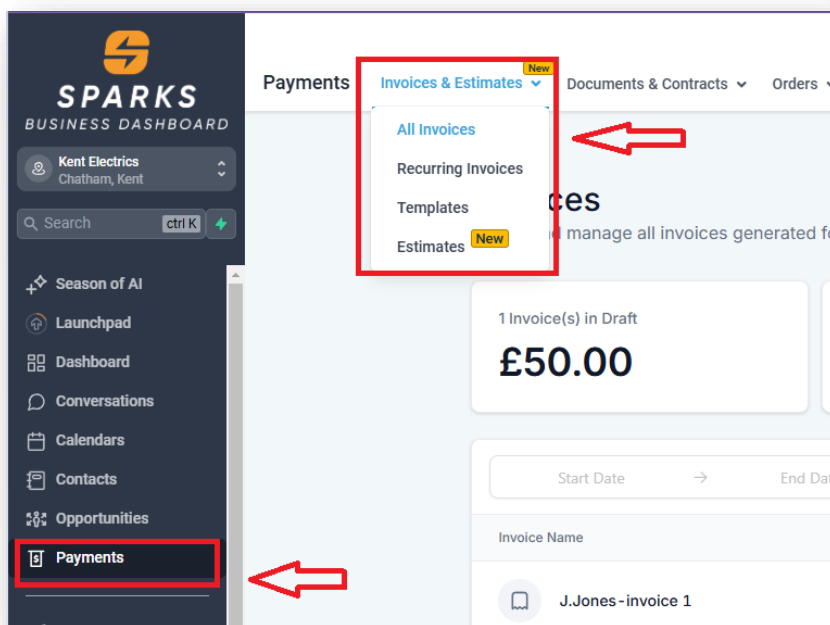 SPARKS
BUSINESS DASHBOARD
Kent Electrics
Chatham, Kent
Search ctrl K
Season of AI
Launchpad
Dashboard
Conversations
Calendars
Contacts
Opportunities
Payments
Payments Invoices & Estimates New Documents & Contracts Orders
All Invoices
Recurring Invoices
Templates
Estimates New
ces
manage all invoices generated fo
1 Invoice(s) in Draft
£50.00
Start Date → End Dat
Invoice Name
J.Jones-invoice 1